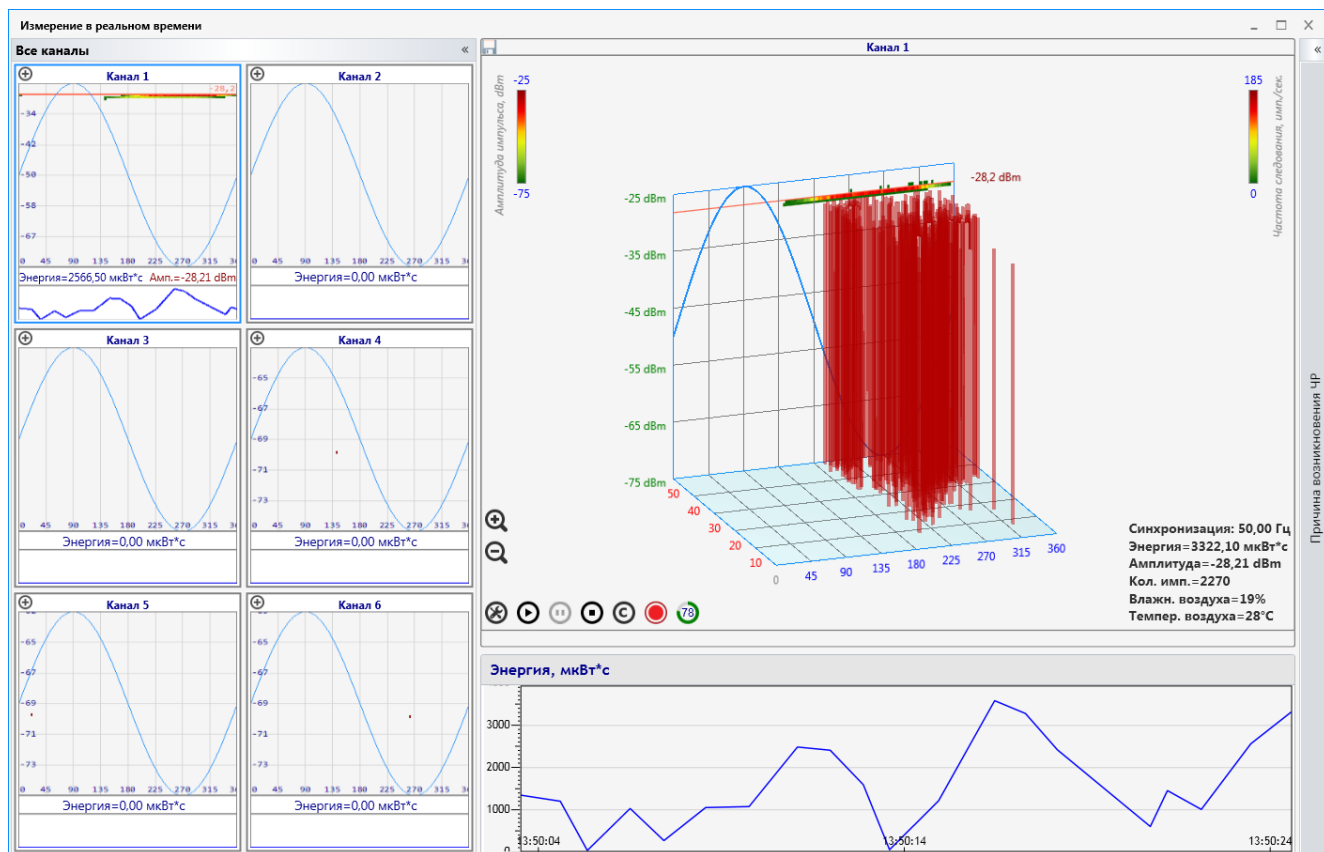 Измерение в реальном времени
Все каналы
«
Канал 1
-28,2
-34
-42
-50
-58
-67
0 45 90 135 180 225 270 315 3
Энергия=2566,50 мкВт*с Амп.=-28,21 dBm
Канал 2
0 45 90 135 180 225 270 315 3
Энергия=0,00 мкВт*с
Канал 3
0 45 90 135 180 225 270 315 3
Энергия=0,00 мкВт*с
Канал 4
-65
-67
-69
-71
-73
0 45 90 135 180 225 270 315 3
Энергия=0,00 мкВт*с
Канал 5
-65
-67
-69
-71
-73
0 45 90 135 180 225 270 315 3
Энергия=0,00 мкВт*с
Канал 6
-65
-67
-69
-71
-73
0 45 90 135 180 225 270 315 3
Энергия=0,00 мкВт*с
Канал 1
Амплитуда импульса, dBm
-25
-75
185
0
Частота следования, имп./сек.
-28,2 dBm
-25 dBm
-35 dBm
-45 dBm
-55 dBm
-65 dBm
-75 dBm
50
40
30
20
10
0
45 90 135 180 225 270 315 360
Синхронизация: 50,00 Гц
Энергия=3322,10 мкВт*с
Амплитуда=-28,21 dBm
Кол. имп.=2270
Влажн. воздуха=19%
Темпер. воздуха=28°C
78
Энергия, мкВт*с
3000
2000
1000
0
13:50:04 13:50:14 13:50:24
«
Причина возникновения ЧР